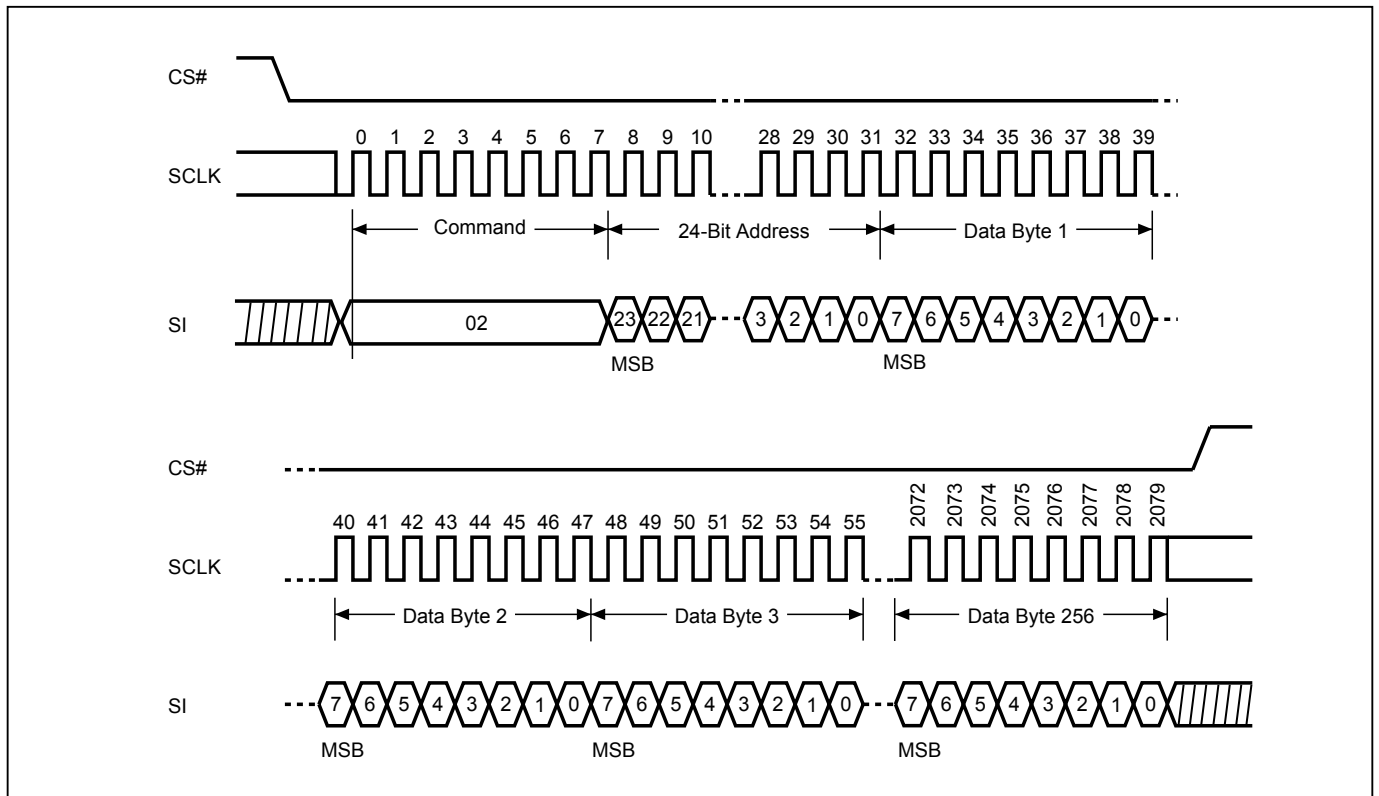 CS#
0 1 2 3 4 5 6 7 8 9 10 28 29 30 31 32 33 34 35 36 37 38 39
SCLK
Command 24-Bit Address Data Byte 1
SI 02 23 22 21 3 2 1 0 7 6 5 4 3 2 1 0
MSB MSB
CS#
2072 2073 2074 2075 2076 2077 2078 2079
40 41 42 43 44 45 46 47 48 49 50 51 52 53 54 55
SCLK
Data Byte 2 Data Byte 3 Data Byte 256
SI 7 6 5 4 3 2 1 0 7 6 5 4 3 2 1 0 7 6 5 4 3 2 1 0
MSB MSB MSB